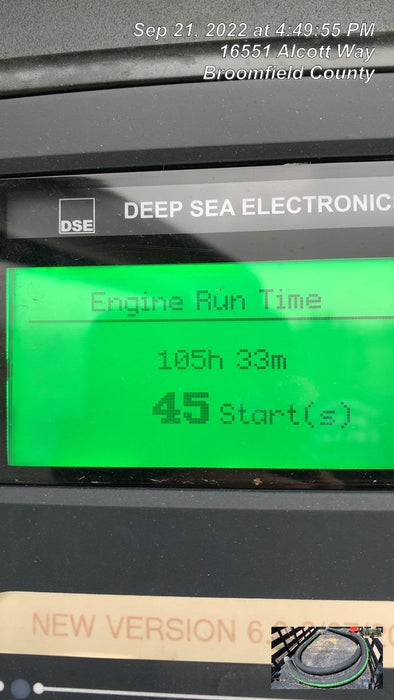 Sep 21, 2022 at 4:49:55 PM
16551 Alcott Way
Broomfield County
DSE
DEEP SEA ELECTRONIC
Engine Run Time
105h 33m
45 Start(s)
NEW VERSION